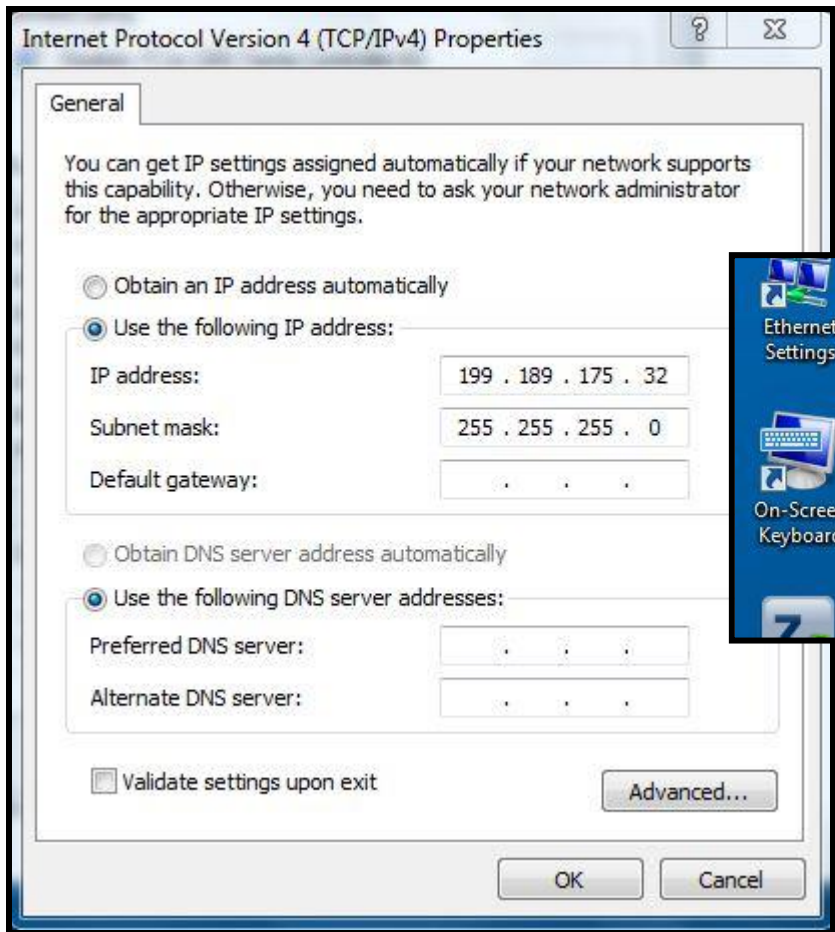 Internet Protocol Version 4 (TCP/IPv4) Properties
General
You can get IP settings assigned automatically if your network supports
this capability. Otherwise, you need to ask your network administrator
for the appropriate IP settings.
Obtain an IP address automatically
Use the following IP address:
IP address: 199 . 189 . 175 . 32
Subnet mask: 255 . 255 . 255 . 0
Default gateway: . . .
Obtain DNS server address automatically
Use the following DNS server addresses:
Preferred DNS server: . . .
Alternate DNS server: . . .
Validate settings upon exit
Advanced...
OK Cancel
Ethernet
Settings
On-Scree
Keyboard